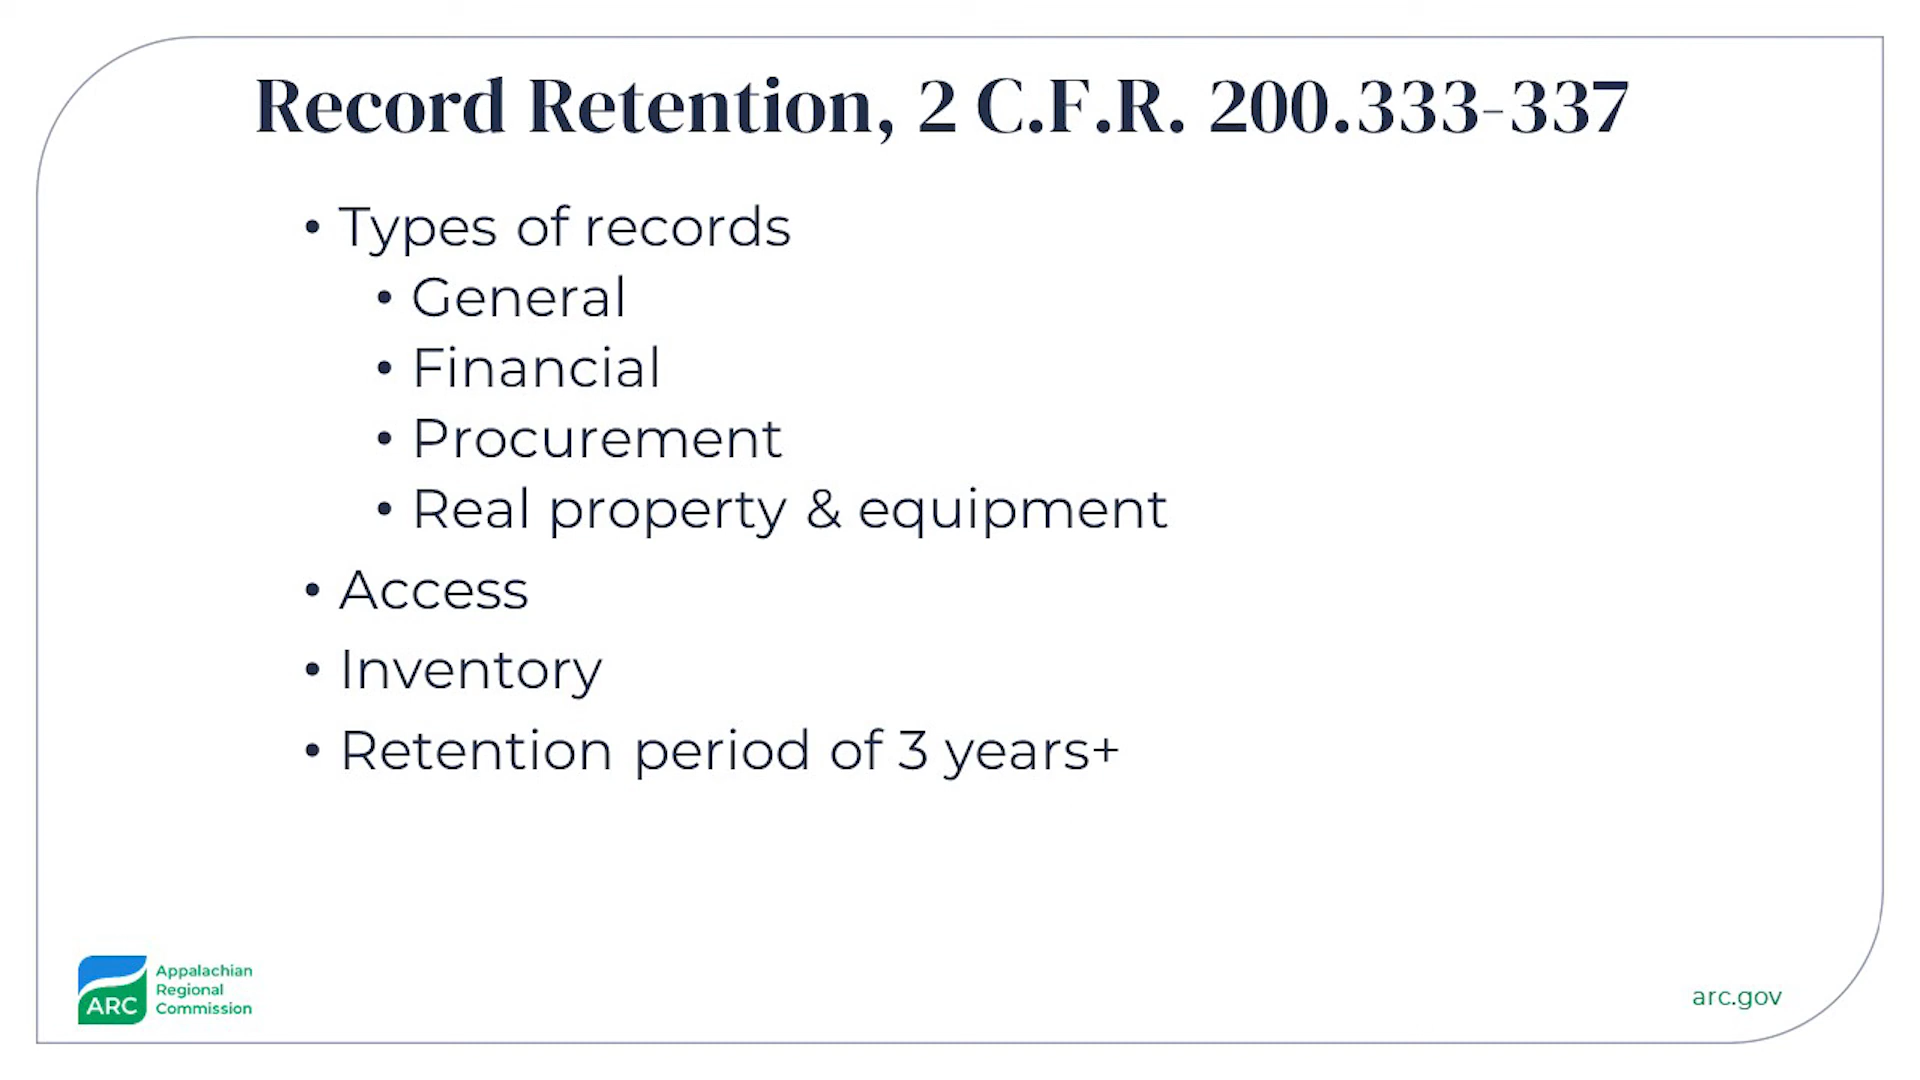 Record Retention, 2 C.F.R. 200.333-337
• Types of records
• General
• Financial
• Procurement
• Real property & equipment
• Access
• Inventory
• Retention period of 3 years+
ARC
Appalachian
Regional
Commission
arc.gov